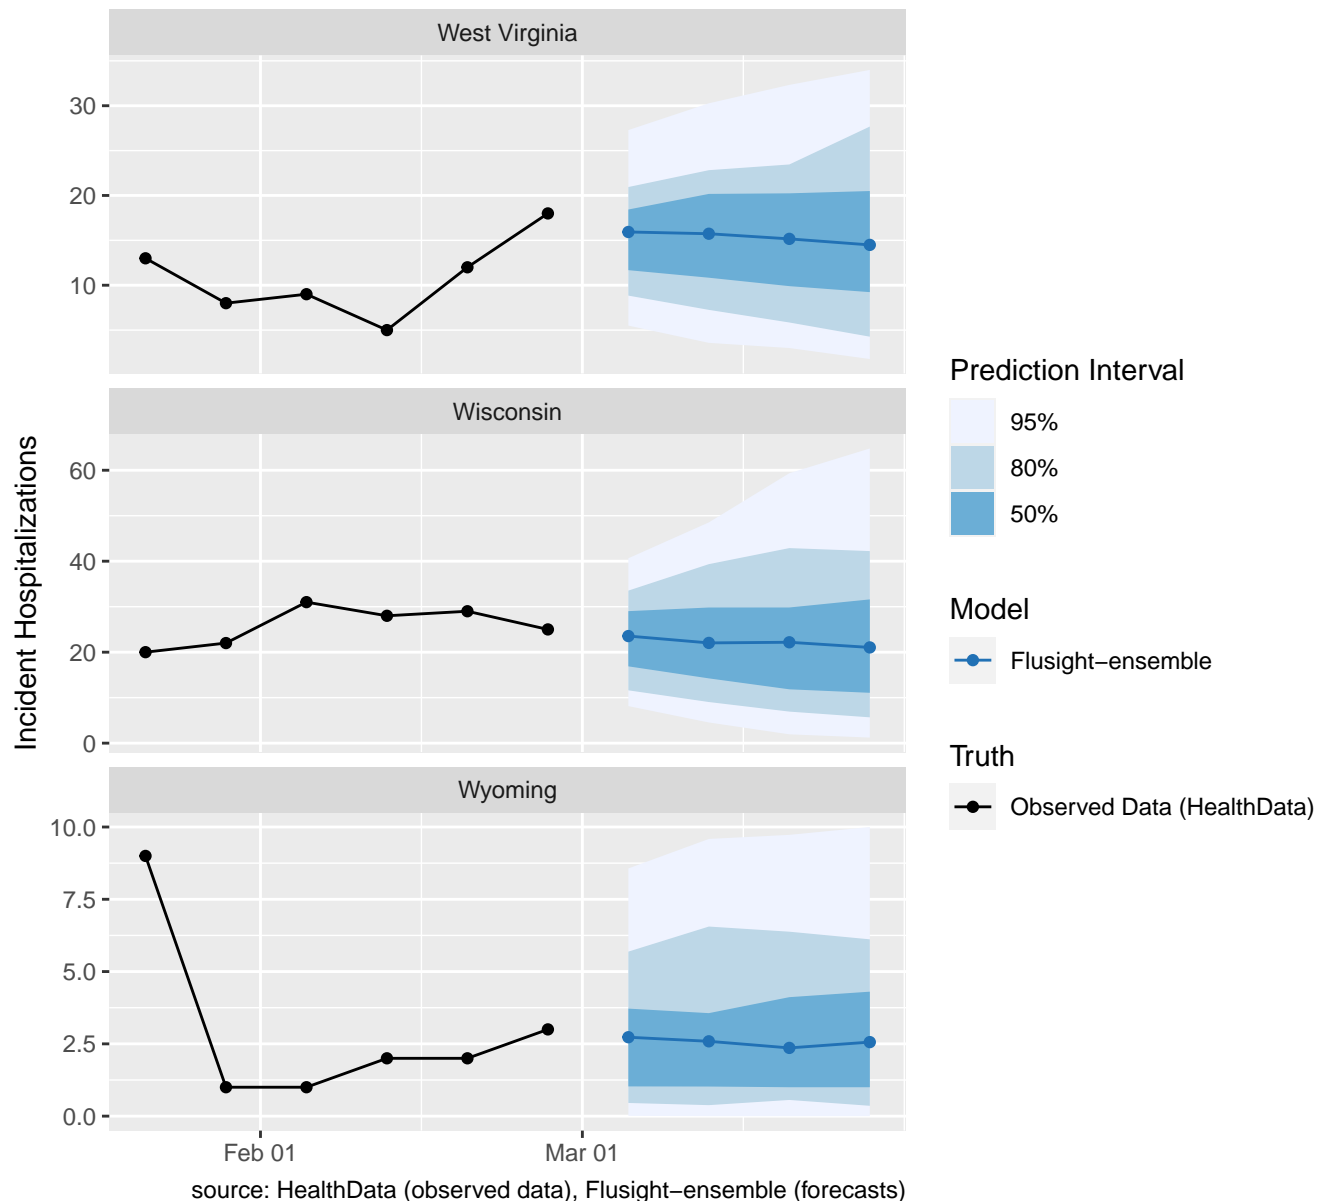 West Virginia
30
20
10
Wisconsin
60
40
20
0
Wyoming
10.0
7.5
5.0
2.5
0.0
Feb 01
Mar 01
Incident Hospitalizations
source: HealthData (observed data), Flusight−ensemble (forecasts)
Prediction Interval
95%
80%
50%
Model
Flusight−ensemble
Truth
Observed Data (HealthData)